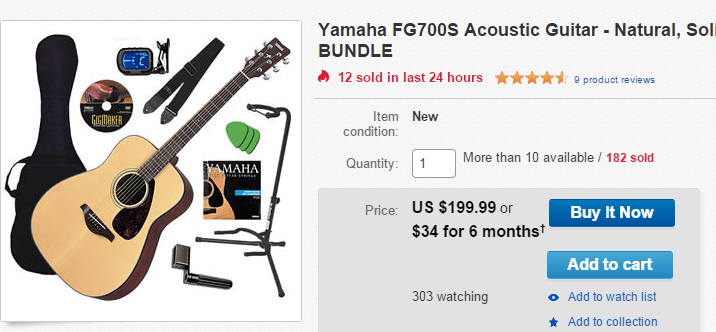 Yamaha FG700S Acoustic Guitar - Natural, Soli
BUNDLE
12 sold in last 24 hours
9 product reviews
Item condition:
New
Quantity:
1
More than 10 available / 182 sold
Price:
US $199.99 or
$34 for 6 months†
Buy It Now
Add to cart
303 watching
Add to watch list
Add to collection
GIGMAKER
YAMAHA